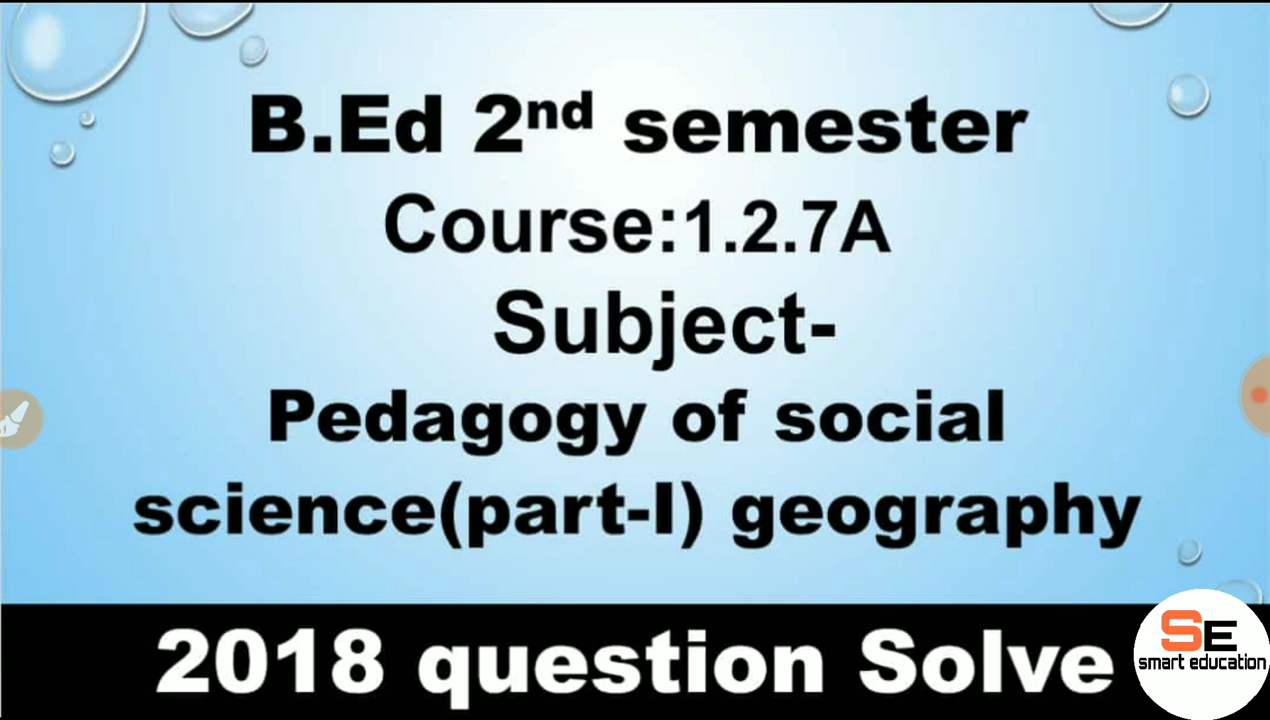 B.Ed 2nd semester
Course:1.2.7A
Subject-
Pedagogy of social
science(part-I) geography
2018 question Solve
SE
smart education